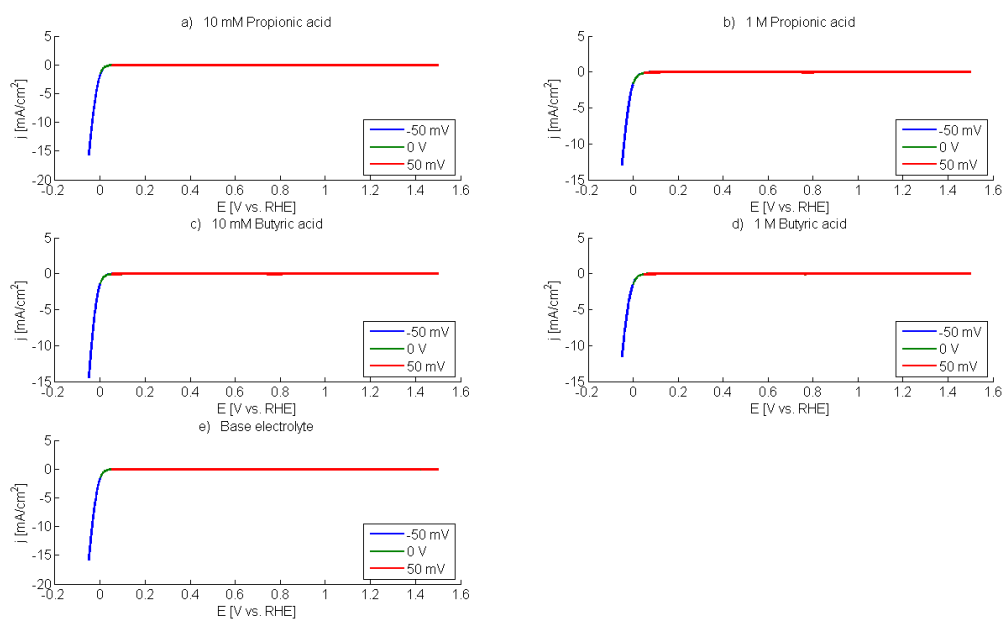 a) 10 mM Propionic acid
5
0
-5
-10
-15
-20
j [mA/cm²]
-0.2 0 0.2 0.4 0.6 0.8 1 1.2 1.4 1.6
E [V vs. RHE]
-50 mV
0 V
50 mV
b) 1 M Propionic acid
5
0
-5
-10
-15
j [mA/cm²]
-0.2 0 0.2 0.4 0.6 0.8 1 1.2 1.4 1.6
E [V vs. RHE]
-50 mV
0 V
50 mV
c) 10 mM Butyric acid
5
0
-5
-10
-15
j [mA/cm²]
-0.2 0 0.2 0.4 0.6 0.8 1 1.2 1.4 1.6
E [V vs. RHE]
-50 mV
0 V
50 mV
d) 1 M Butyric acid
5
0
-5
-10
-15
j [mA/cm²]
-0.2 0 0.2 0.4 0.6 0.8 1 1.2 1.4 1.6
E [V vs. RHE]
-50 mV
0 V
50 mV
e) Base electrolyte
5
0
-5
-10
-15
-20
j [mA/cm²]
-0.2 0 0.2 0.4 0.6 0.8 1 1.2 1.4 1.6
E [V vs. RHE]
-50 mV
0 V
50 mV